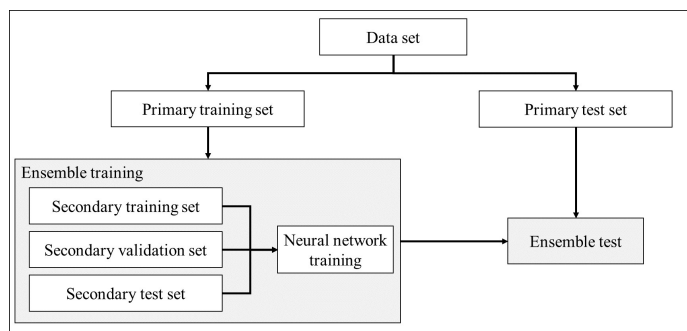 Data set
Primary training set
Primary test set
Ensemble training
Secondary training set
Secondary validation set
Secondary test set
Neural network
training
Ensemble test